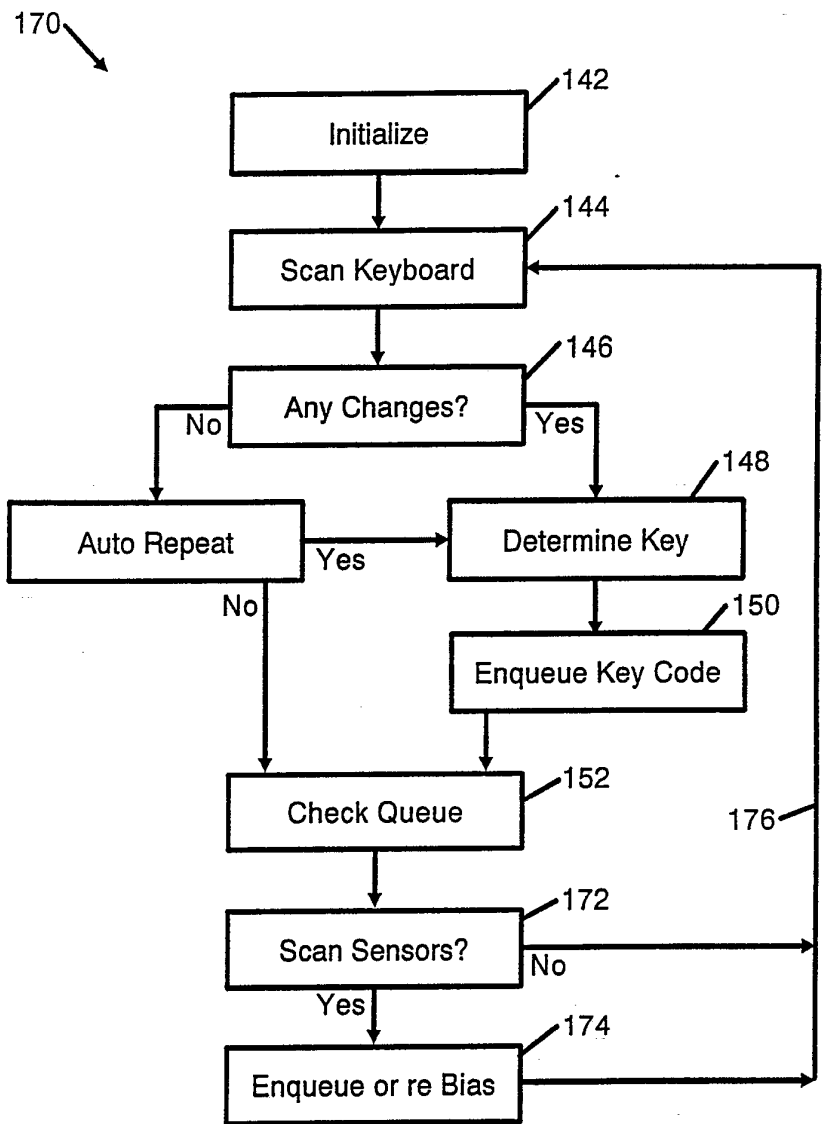 170
142
Initialize
144
Scan Keyboard
146
Any Changes?
No
Yes
148
Auto Repeat
Yes
Determine Key
No
150
Enqueue Key Code
152
Check Queue
176
172
Scan Sensors?
No
Yes
174
Enqueue or re Bias